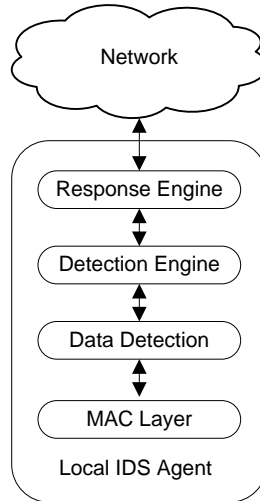 Network
Response Engine
Detection Engine
Data Detection
MAC Layer
Local IDS Agent